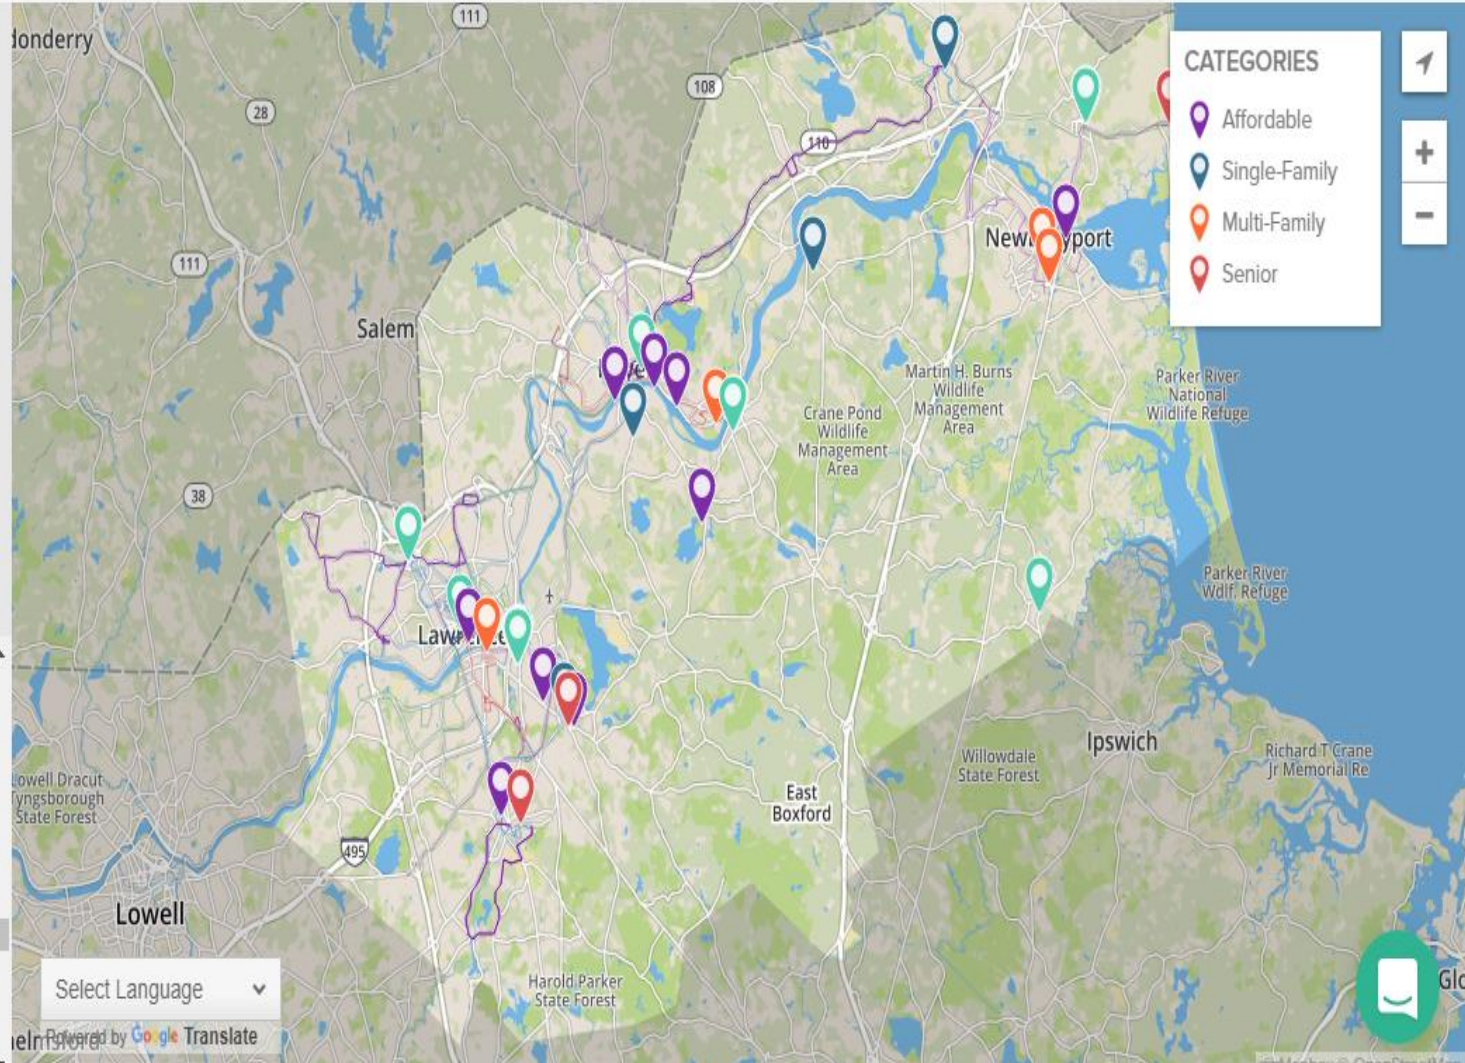 111
donderry
CATEGORIES
108
28
Affordable
110
Single-Family
Multi-Family
111
Senior
Salem
Martin H. Burns
Wildlife
Management
Area
Parker River
National
Wildlife Refuge
Crane Pond
Wildlife
Management
Area
38
Parker River
Wdlf. Refuge
Ipswich
Willowdale
State Forest
Richard T Crane
Jr Memorial Re
Lowell Dracut
Tyngsborough
State Forest
East
Boxford
495
Lowell
Harold Parker
State Forest
Select Language
Glo
Powered by Google Translate